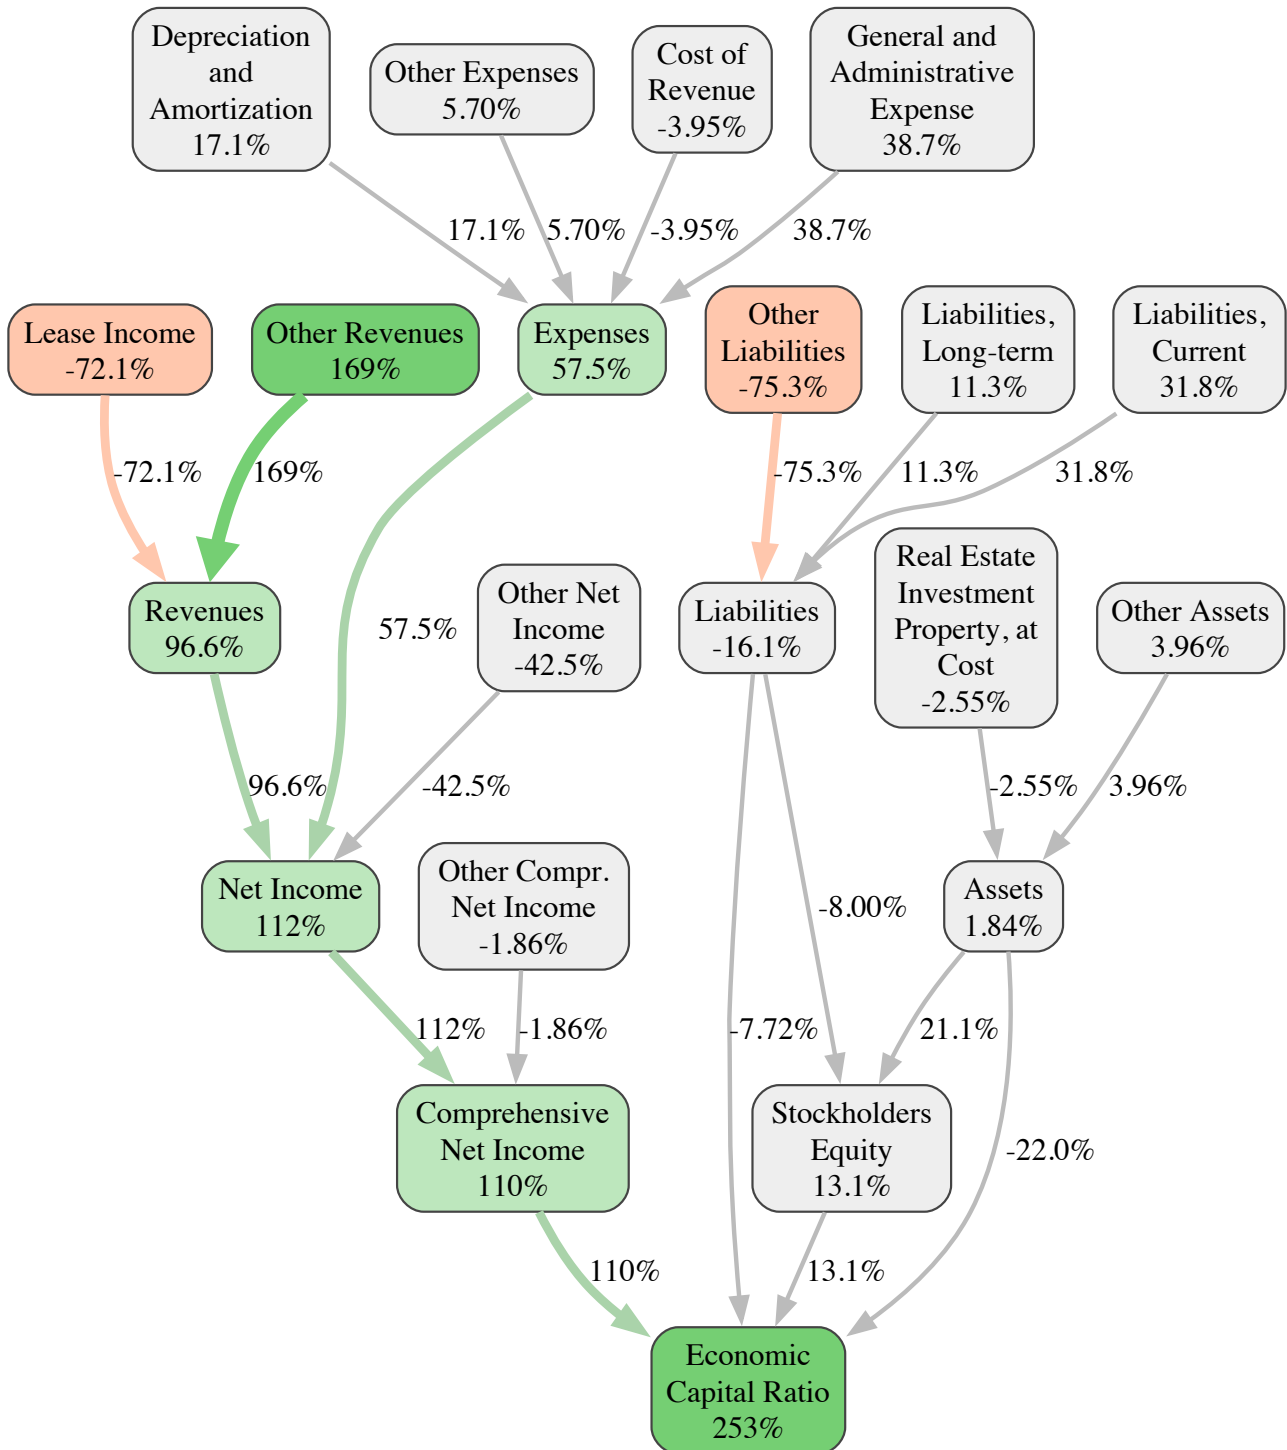 Depreciation
and
Amortization
17.1%
Other Expenses
5.70%
Cost of
Revenue
-3.95%
General and
Administrative
Expense
38.7%
17.1%
5.70%
-3.95%
38.7%
Lease Income
-72.1%
Other Revenues
169%
Expenses
57.5%
Other
Liabilities
-75.3%
Liabilities,
Long-term
11.3%
Liabilities,
Current
31.8%
-72.1%
169%
-75.3%
11.3%
31.8%
Revenues
96.6%
57.5%
Other Net
Income
-42.5%
Liabilities
-16.1%
Real Estate
Investment
Property, at
Cost
-2.55%
Other Assets
3.96%
96.6%
-42.5%
-2.55%
3.96%
Net Income
112%
Other Compr.
Net Income
-1.86%
-8.00%
Assets
1.84%
112%
-1.86%
-7.72%
21.1%
Comprehensive
Net Income
110%
Stockholders
Equity
13.1%
-22.0%
110%
13.1%
Economic
Capital Ratio
253%